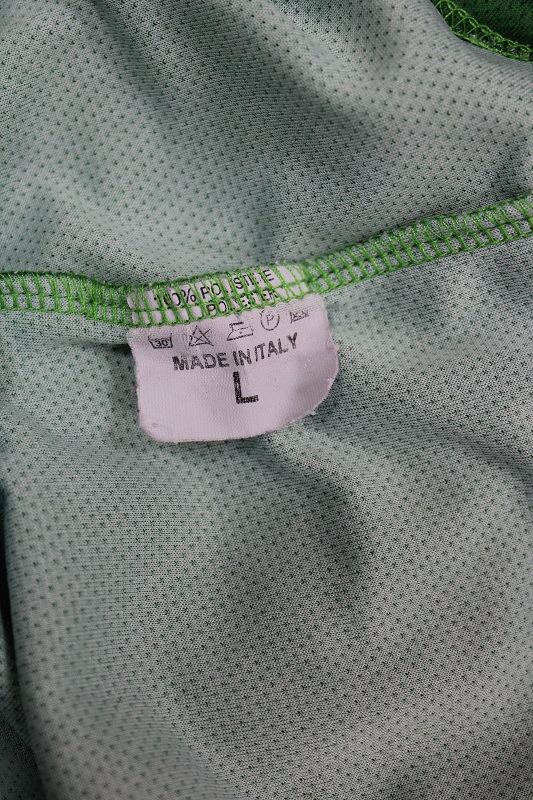 100% POLIESTERE
POLYESTER
30 P
MADE IN ITALY
L